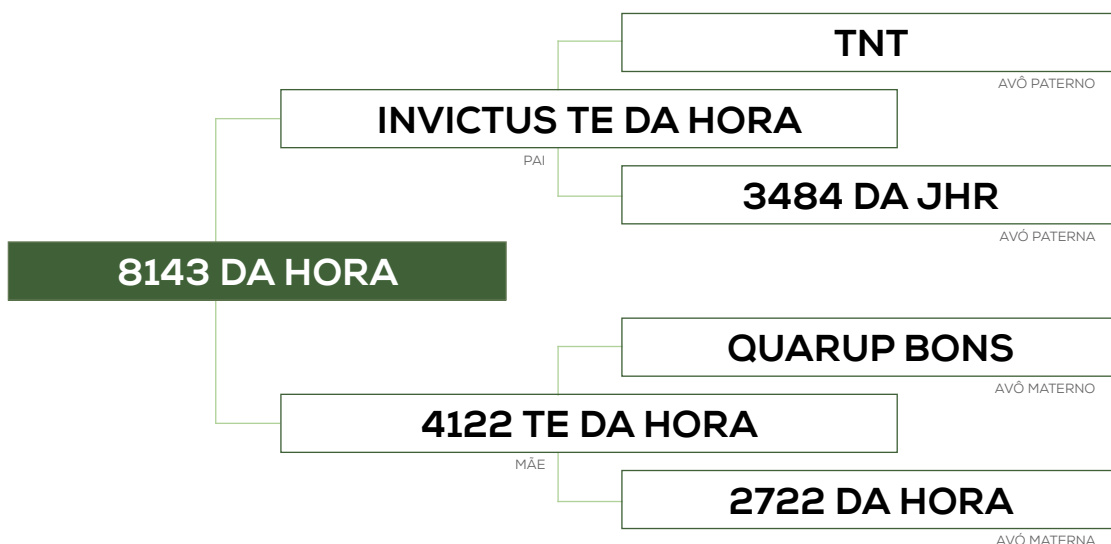 TNT
AVÔ PATERNO
INVICTUS TE DA HORA
PAI
3484 DA JHR
AVÓ PATERNA
8143 DA HORA
QUARUP BONS
AVÔ MATERNO
4122 TE DA HORA
MÃE
2722 DA HORA
AVÓ MATERNA